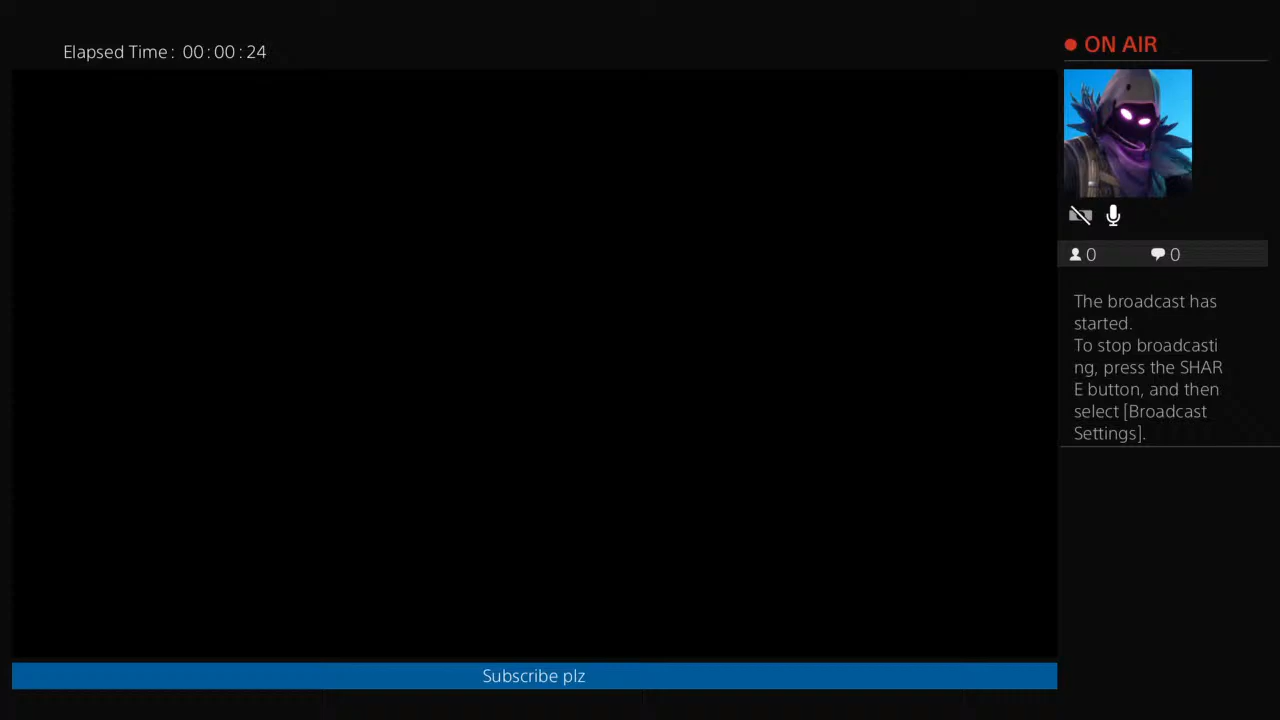 Elapsed Time: 00:00:24
ON AIR
0 0
The broadcast has
started.
To stop broadcasti
ng, press the SHAR
E button, and then
select [Broadcast
Settings].
Subscribe plz